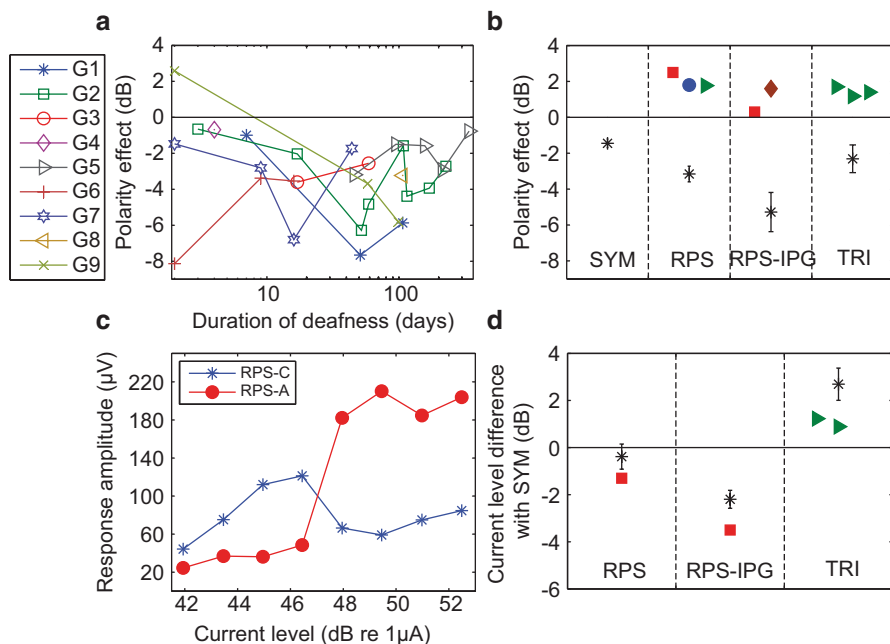 a
G1
G2
G3
G4
G5
G6
G7
G8
G9
Polarity effect (dB)
4
2
0
-2
-4
-6
-8
10
100
Duration of deafness (days)
b
Polarity effect (dB)
4
2
0
-2
-4
-6
-8
SYM
RPS
RPS-IPG
TRI
c
Response amplitude (µV)
220
180
140
100
60
20
RPS-C
RPS-A
42
44
46
48
50
52
Current level (dB re 1µA)
d
Current level difference
with SYM (dB)
4
2
0
-2
-4
-6
RPS
RPS-IPG
TRI